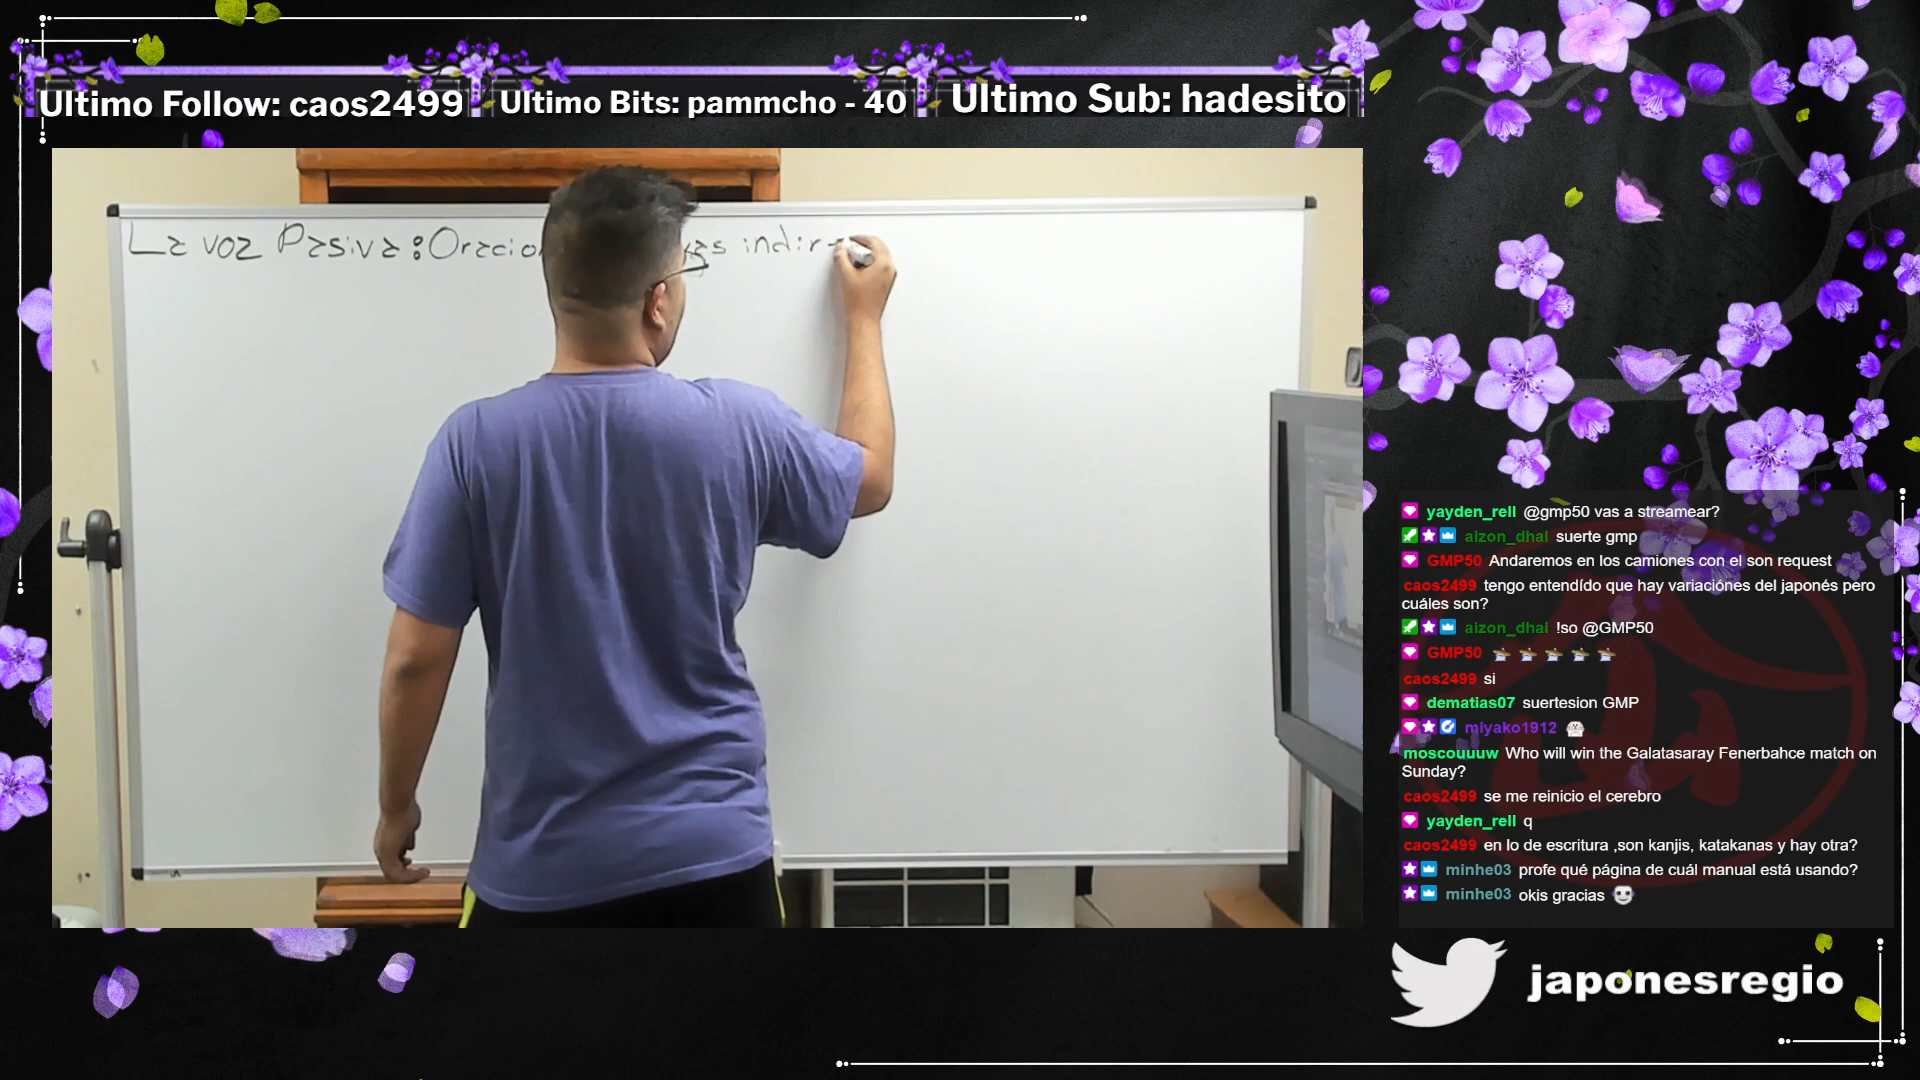 Ultimo Follow: caos2499
Ultimo Bits: pammcho - 40
Ultimo Sub: hadesito
La voz Pasiva: Oracio
indir
yayden_rell @gmp50 vas a streamear?
aizon_dhai suerte gmp
GMP50 Andaremos en los camiones con el son request
caos2499 tengo entendído que hay variaciónes del japonés pero
cuáles son?
aizon_dhai !so @GMP50
GMP50
caos2499 si
dematias07 suertesion GMP
miyako1912
moscouuuw Who will win the Galatasaray Fenerbahce match on
Sunday?
caos2499 se me reinicio el cerebro
yayden_rell q
caos2499 en lo de escritura ,son kanjis, katakanas y hay otra?
minhe03 profe qué página de cuál manual está usando?
minhe03 okis gracias
japonesregio